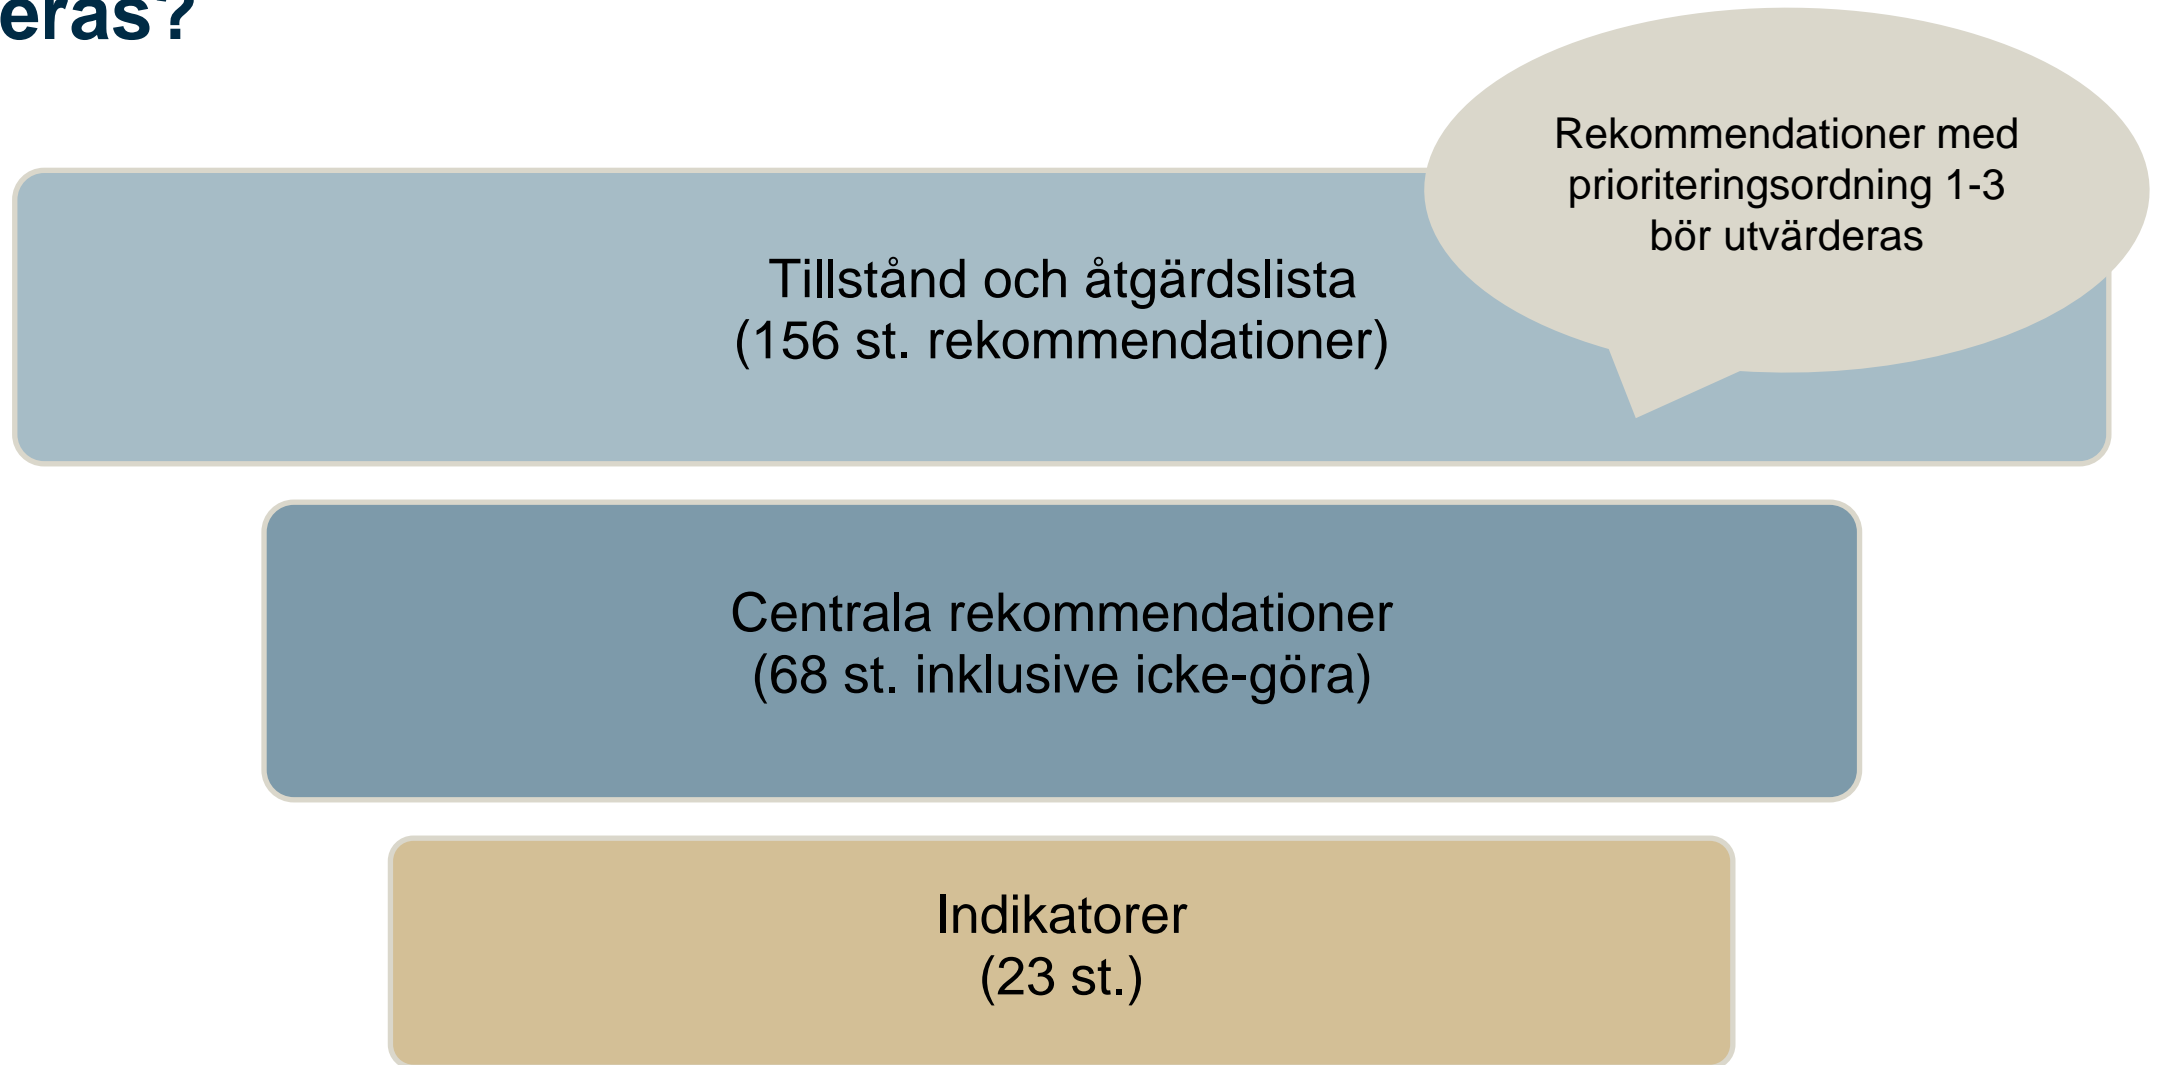 eras?
Rekommendationer med
prioriteringsordning 1-3
bör utvärderas
Tillstånd och åtgärdslista
(156 st. rekommendationer)
Centrala rekommendationer
(68 st. inklusive icke-göra)
Indikatorer
(23 st.)